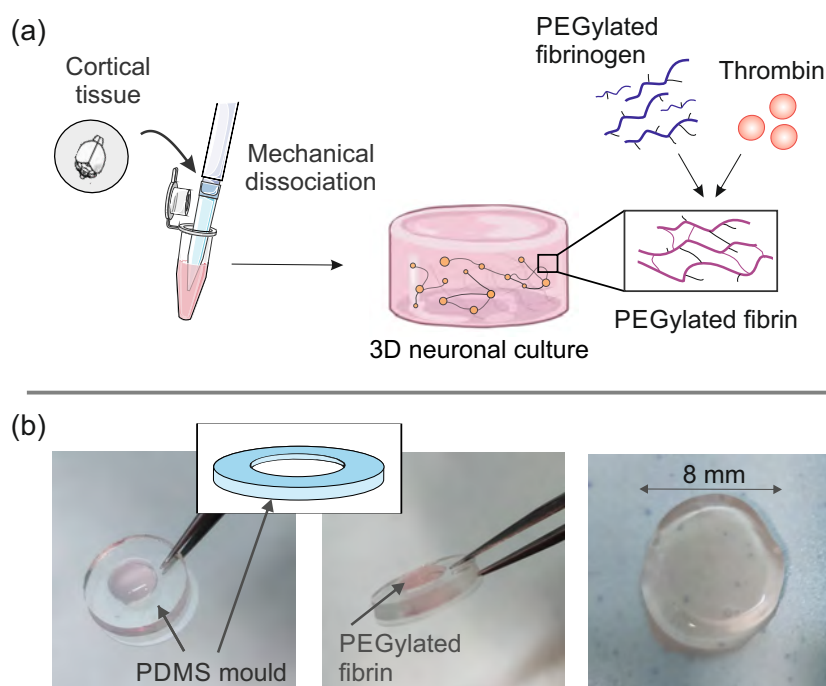 (a)
Cortical
tissue
Mechanical
dissociation
PEGylated
fibrinogen
Thrombin
3D neuronal culture
PEGylated fibrin
(b)
8 mm
PEGylated
fibrin
PDMS mould